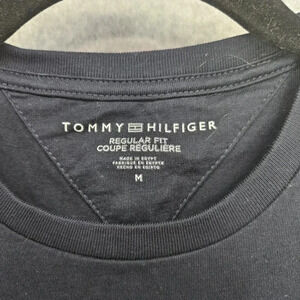 TOMMY HILFIGER
REGULAR FIT
COUPE RÉGULIÈRE
MADE IN EGYPT
FABRIQUÉ EN ÉGYPTE
HECHO EN EGIPTO
M